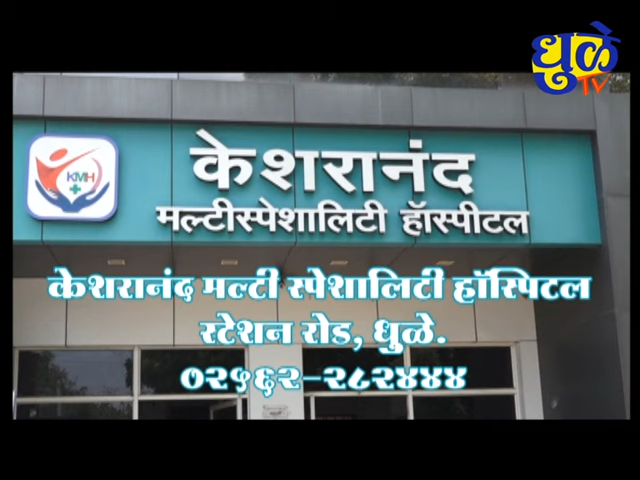 धुळे
TV
KMH
केशरानंद
मल्टीस्पेशालिटी हॉस्पीटल
केशरानंद मल्टी स्पेशालिटी हॉस्पिटल
स्टेशन रोड, धुळे.
०२५६२-२८२४४४